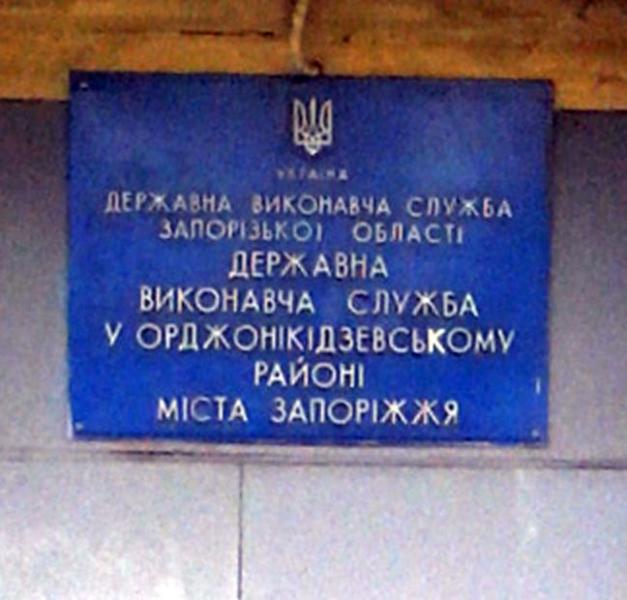 УКРАЇНА
ДЕРЖАВНА ВИКОНАВЧА СЛУЖБА
ЗАПОРІЗЬКОЇ ОБЛАСТІ
ДЕРЖАВНА
ВИКОНАВЧА СЛУЖБА
У ОРДЖОНІКІДЗЕВСЬКОМУ
РАЙОНІ
МІСТА ЗАПОРІЖЖЯ